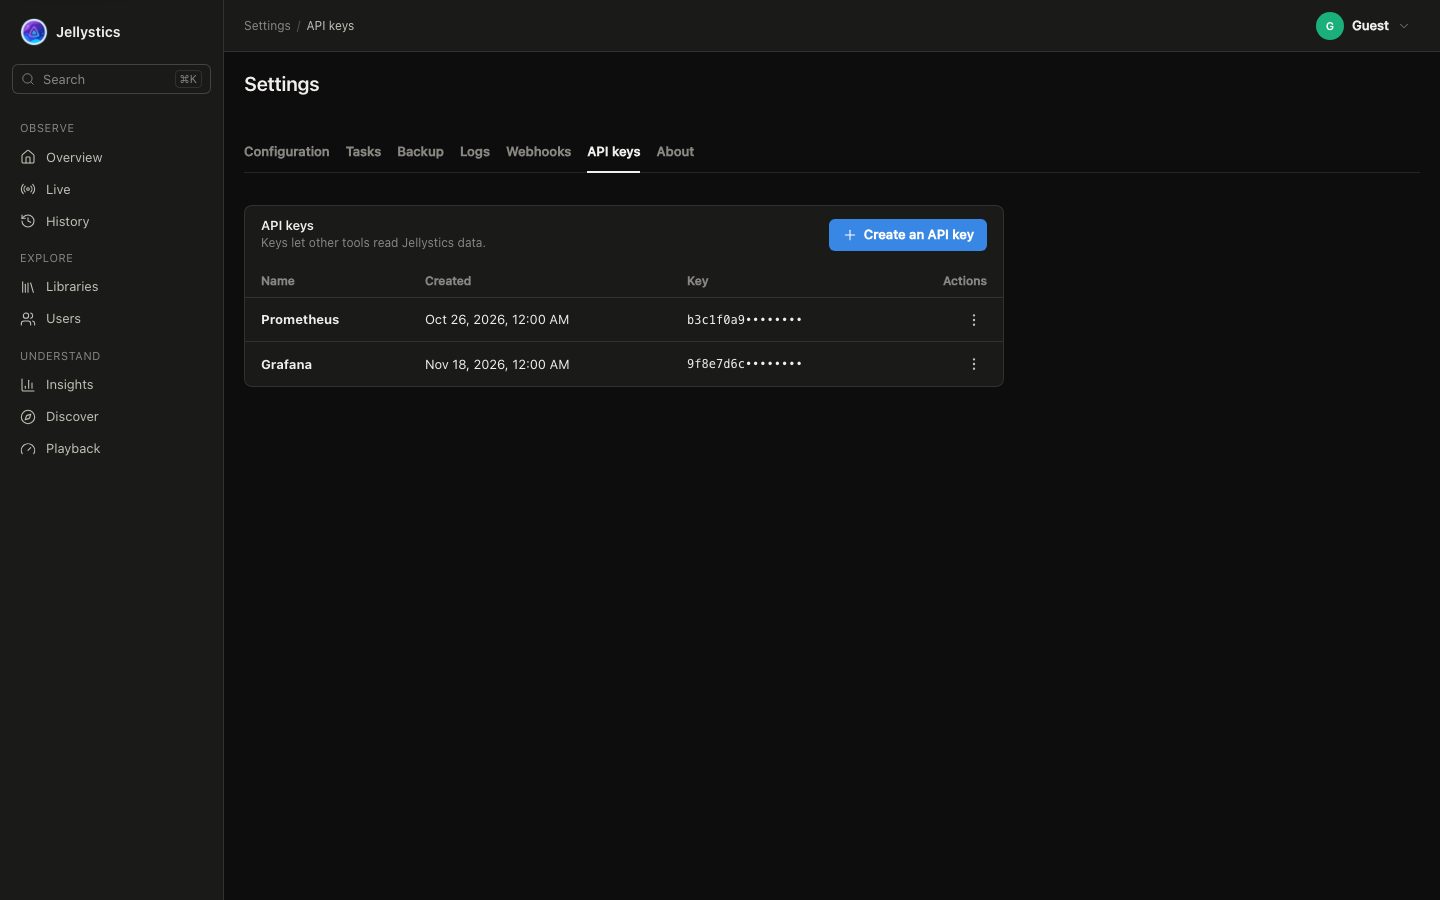 Jellystics
Search ⌘K
OBSERVE
Overview
Live
History
EXPLORE
Libraries
Users
UNDERSTAND
Insights
Discover
Playback
Settings / API keys
G Guest
Settings
Configuration Tasks Backup Logs Webhooks API keys About
API keys
Keys let other tools read Jellystics data.
+ Create an API key
Name Created Key Actions
Prometheus Oct 26, 2026, 12:00 AM b3c1f0a9••••••••
Grafana Nov 18, 2026, 12:00 AM 9f8e7d6c••••••••